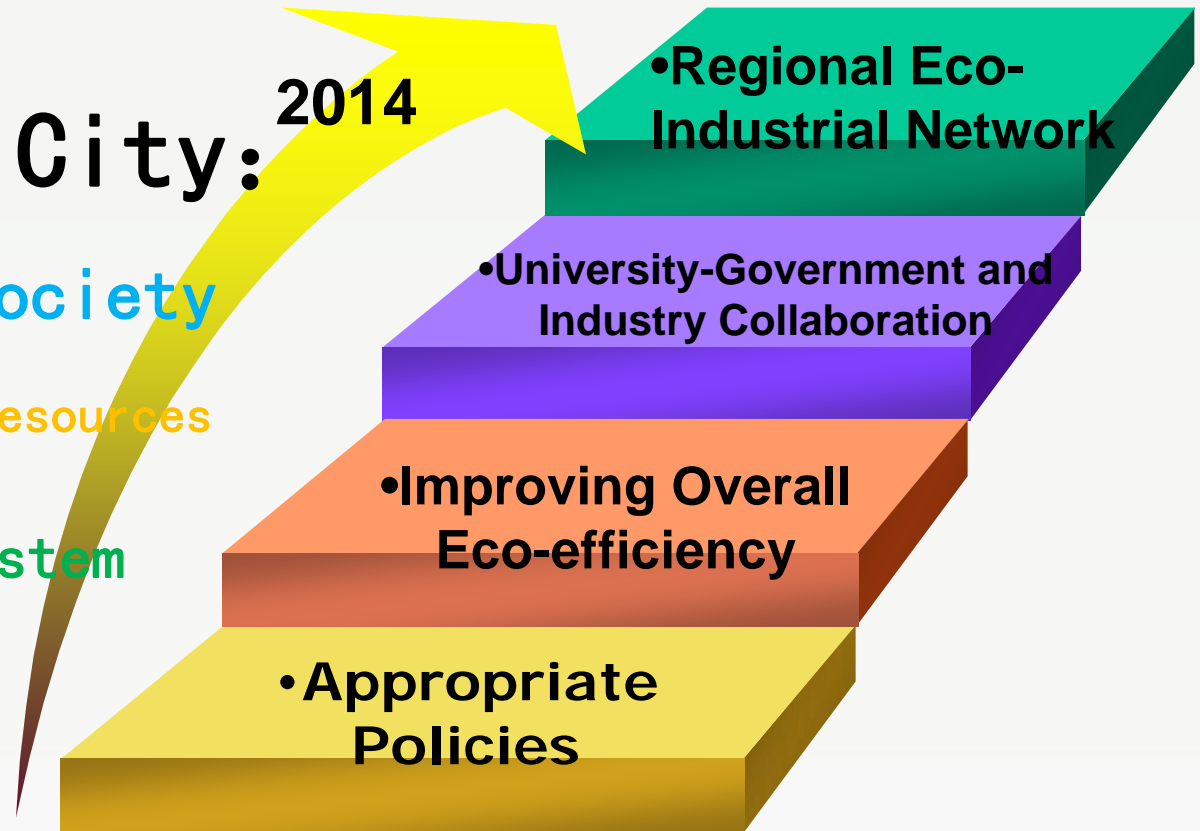 2014
City:
ociety
esources
stem
•Regional Eco-
Industrial Network
•University-Government and
Industry Collaboration
•Improving Overall
Eco-efficiency
•Appropriate
Policies